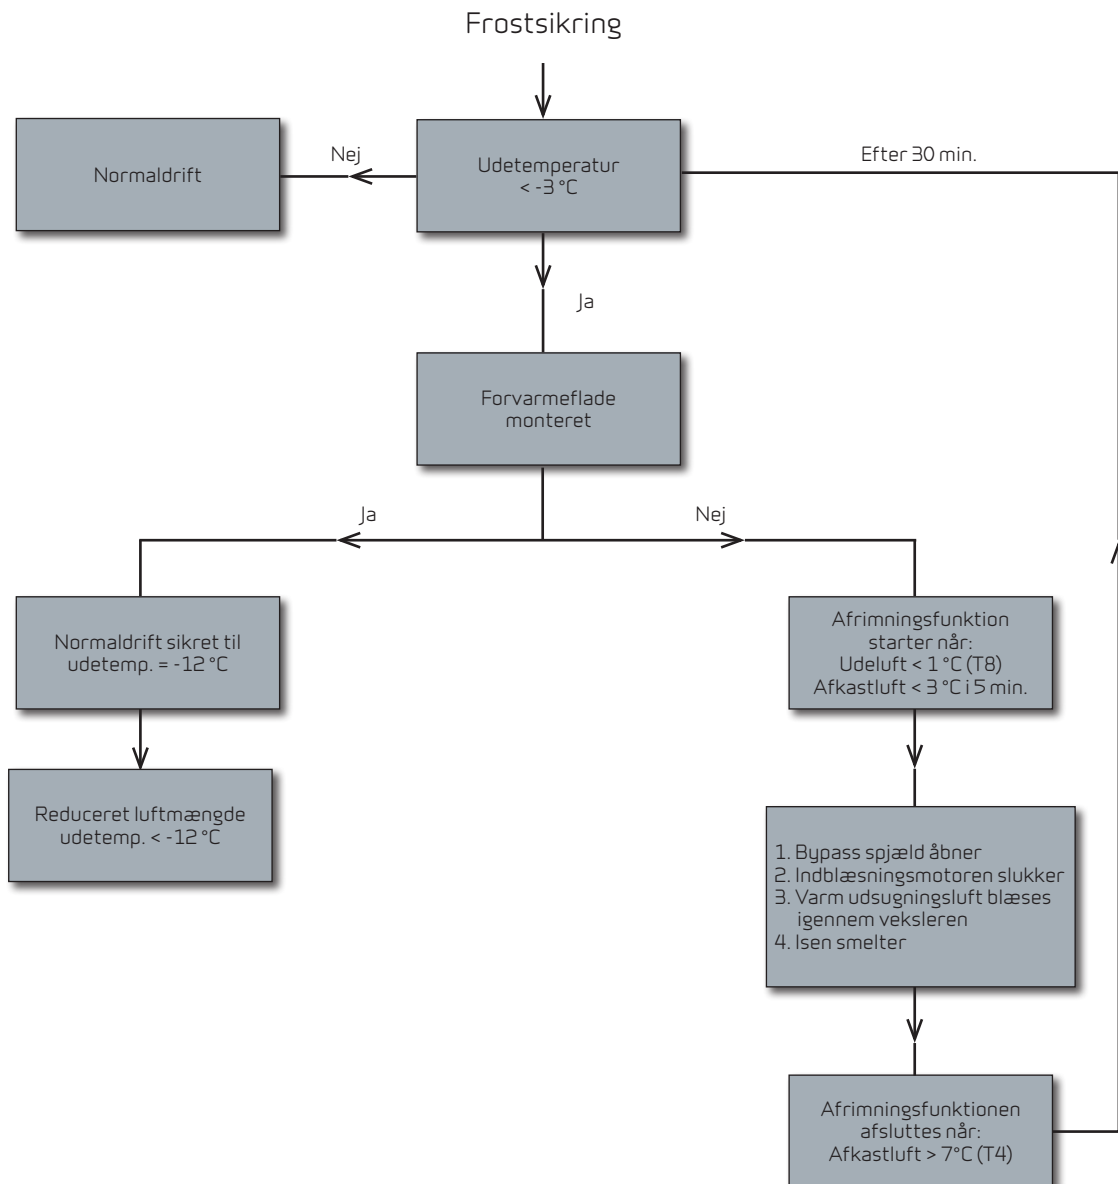 Frostsikring
Normaldrift
Nej
Udetemperatur
< -3 °C
Efter 30 min.
Ja
Forvarmeflade
monteret
Ja
Nej
Normaldrift sikret til
udetemp. = -12 °C
Afrimningsfunktion
starter når:
Udeluft < 1 °C (T8)
Afkastluft < 3 °C i 5 min.
Reduceret luftmængde
udetemp. < -12 °C
1. Bypass spjæld åbner
2. Indblæsningsmotoren slukker
3. Varm udsugningsluft blæses
igennem veksleren
4. Isen smelter
Afrimningsfunktionen
afsluttes når:
Afkastluft > 7°C (T4)